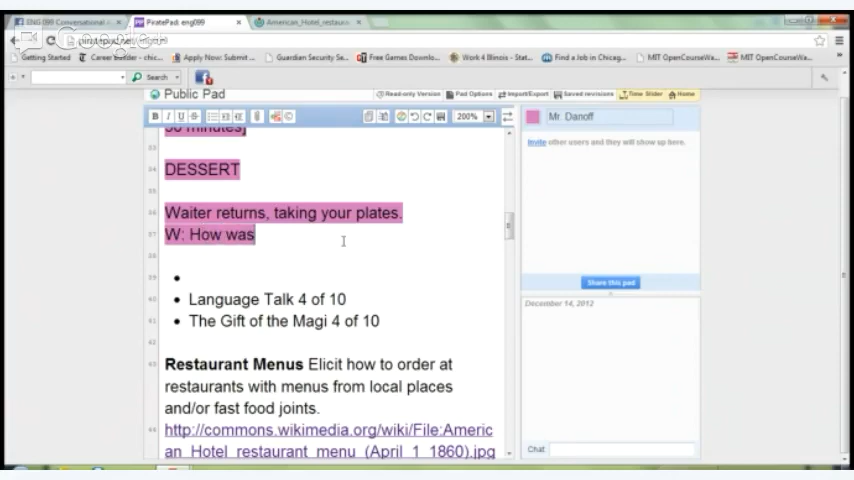 ENG 099 Conversational
PiratePad: eng099
American_Hotel_restaur
Getting Started
Career Builder - chic...
Apply Now: Submit ...
Guardian Security Se...
Free Games Downlo...
Work 4 Illinois - Stat...
Find a Job in Chicag...
MIT OpenCourseWa...
MIT OpenCourseWa...
Search
Public Pad
Read-only Version
Pad Options
Import/Export
Saved revisions
Time Slider
Home
B I U S
200%
Mr. Danoff
30 minutes]
Invite other users and they will show up here.
DESSERT
Waiter returns, taking your plates.
W: How was
Language Talk 4 of 10
The Gift of the Magi 4 of 10
Share this pad
December 14, 2012
Restaurant Menus Elicit how to order at
restaurants with menus from local places
and/or fast food joints.
http://commons.wikimedia.org/wiki/File:Americ
an_Hotel_restaurant_menu_(April_1_1860).jpg
Chat